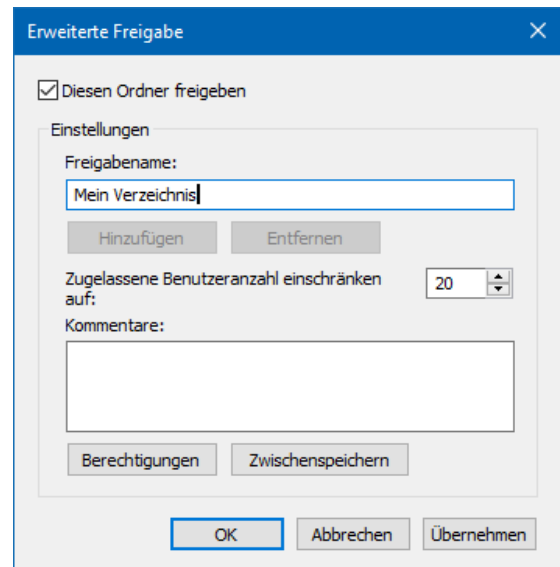 Erweiterte Freigabe
Diesen Ordner freigeben
Einstellungen
Freigabename:
Mein Verzeichnis
Hinzufügen Entfernen
Zugelassene Benutzeranzahl einschränken 20
auf:
Kommentare:
Berechtigungen Zwischenspeichern
OK Abbrechen Übernehmen